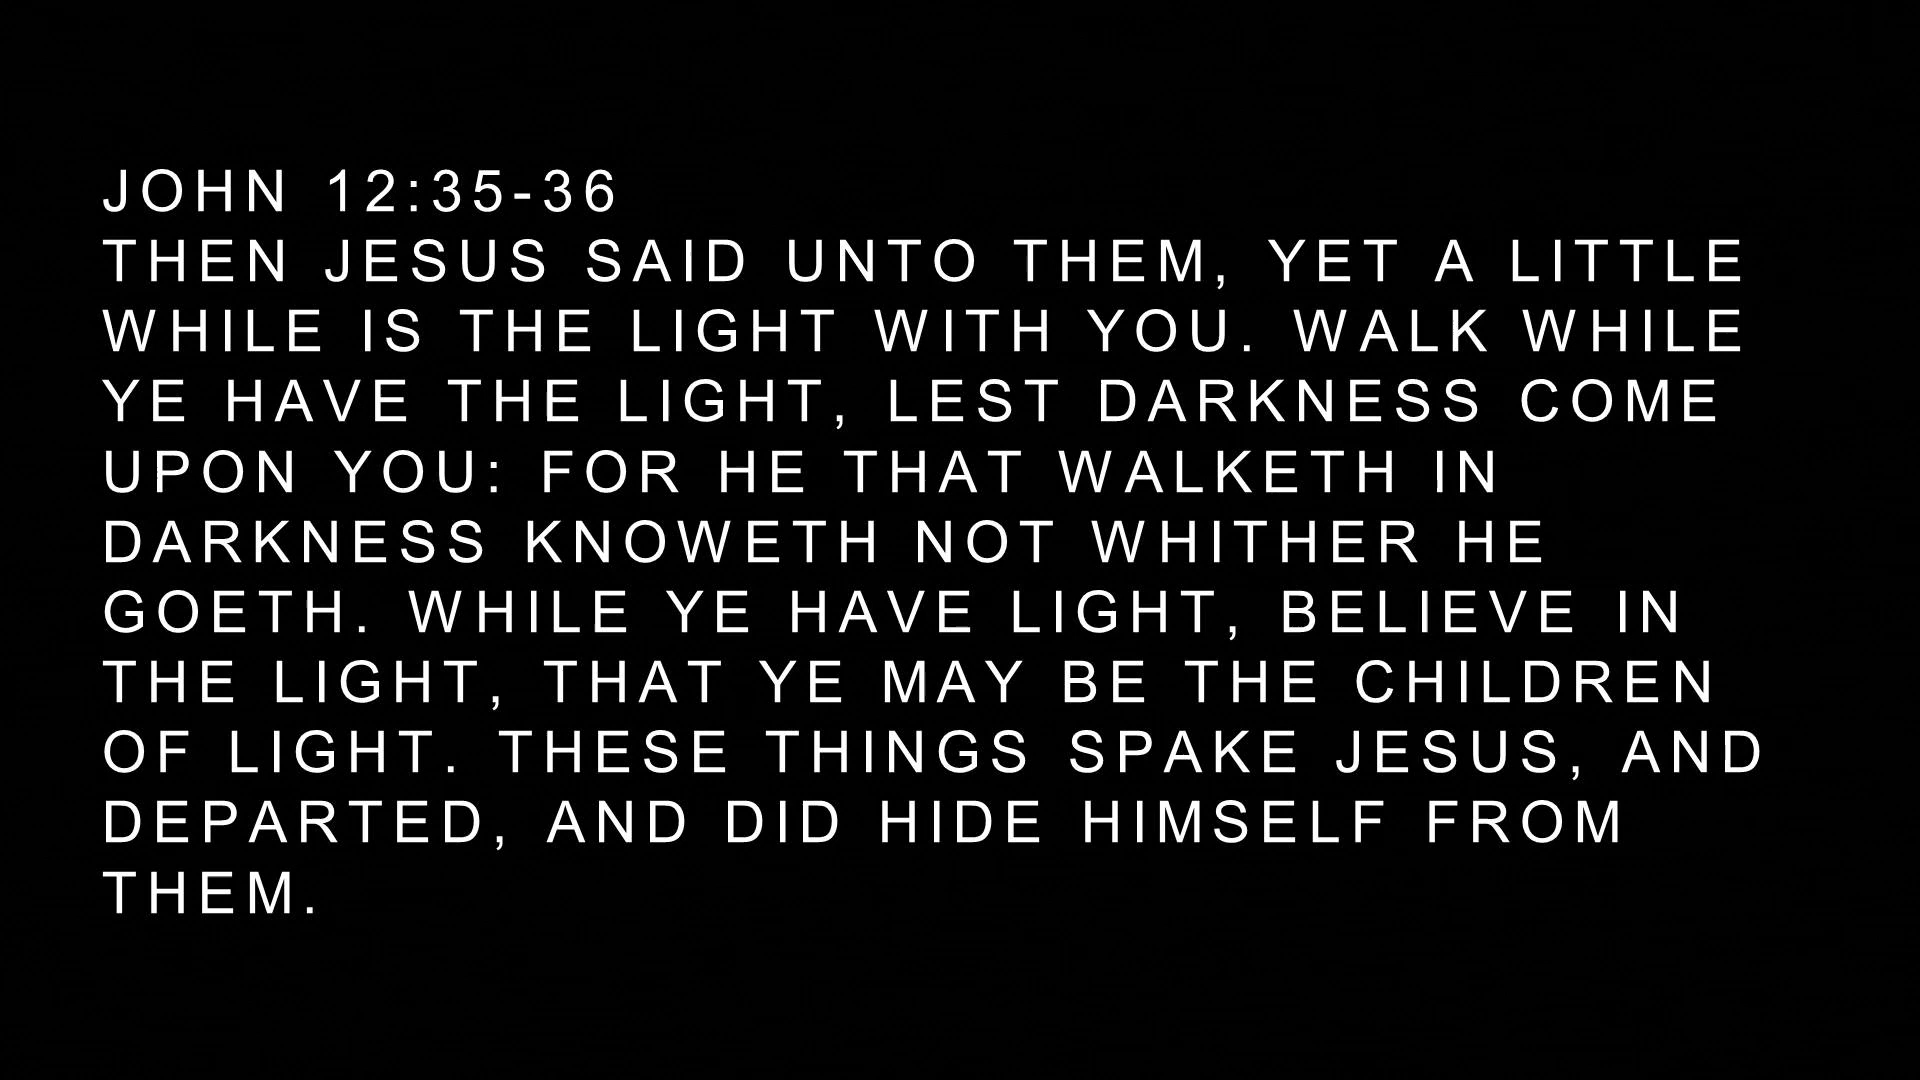 JOHN 12:35-36
THEN JESUS SAID UNTO THEM, YET A LITTLE
WHILE IS THE LIGHT WITH YOU. WALK WHILE
YE HAVE THE LIGHT, LEST DARKNESS COME
UPON YOU: FOR HE THAT WALKETH IN
DARKNESS KNOWETH NOT WHITHER HE
GOETH. WHILE YE HAVE LIGHT, BELIEVE IN
THE LIGHT, THAT YE MAY BE THE CHILDREN
OF LIGHT. THESE THINGS SPAKE JESUS, AND
DEPARTED, AND DID HIDE HIMSELF FROM
THEM.